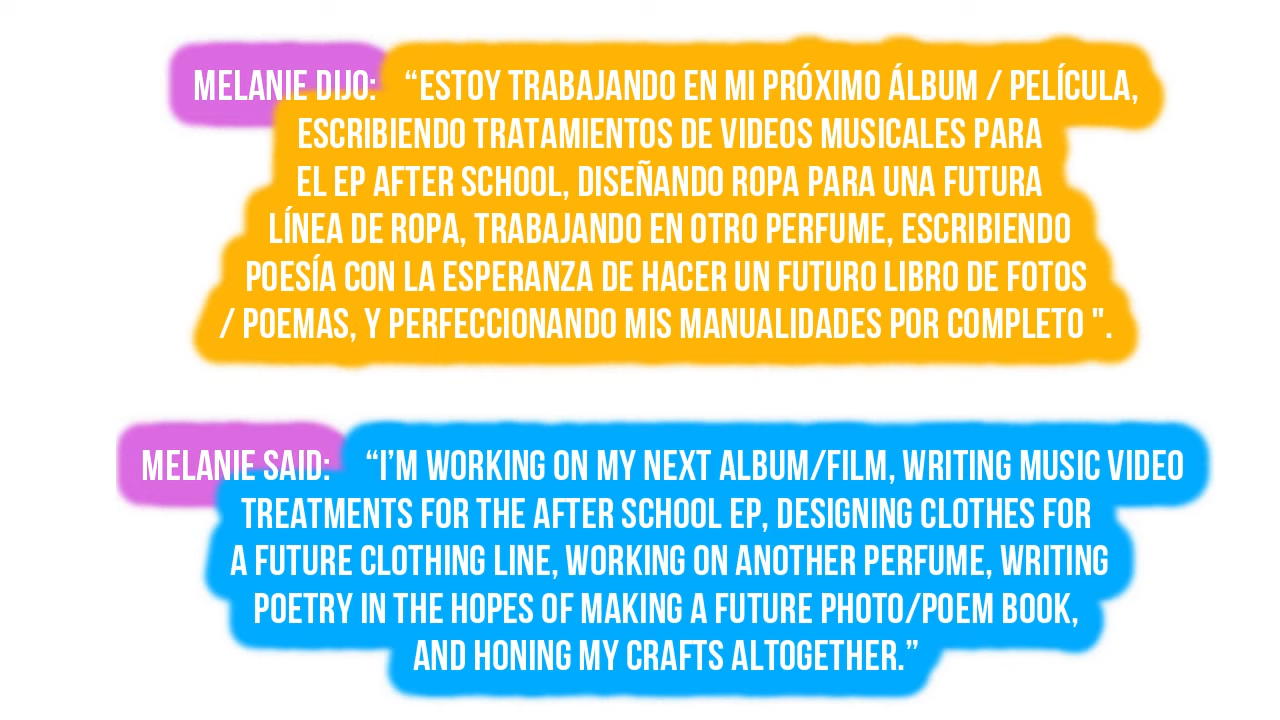 MELANIE DIJO: “ESTOY TRABAJANDO EN MI PRÓXIMO ÁLBUM / PELÍCULA,
ESCRIBIENDO TRATAMIENTOS DE VIDEOS MUSICALES PARA
EL EP AFTER SCHOOL, DISEÑANDO ROPA PARA UNA FUTURA
LÍNEA DE ROPA, TRABAJANDO EN OTRO PERFUME, ESCRIBIENDO
POESÍA CON LA ESPERANZA DE HACER UN FUTURO LIBRO DE FOTOS
/ POEMAS, Y PERFECCIONANDO MIS MANUALIDADES POR COMPLETO ".
MELANIE SAID: “I’M WORKING ON MY NEXT ALBUM/FILM, WRITING MUSIC VIDEO
TREATMENTS FOR THE AFTER SCHOOL EP, DESIGNING CLOTHES FOR
A FUTURE CLOTHING LINE, WORKING ON ANOTHER PERFUME, WRITING
POETRY IN THE HOPES OF MAKING A FUTURE PHOTO/POEM BOOK,
AND HONING MY CRAFTS ALTOGETHER.”